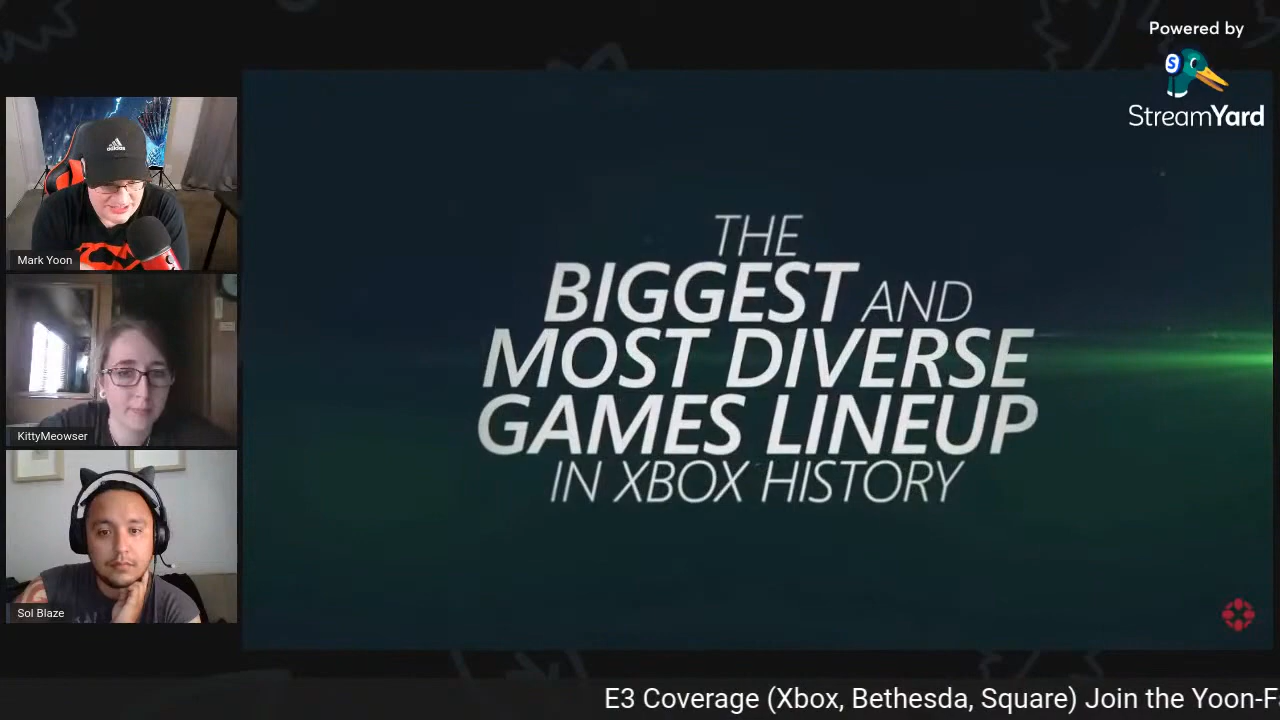 Powered by
StreamYard
adidas
Mark Yoon
KittyMeowser
Sol Blaze
THE
BIGGEST AND
MOST DIVERSE
GAMES LINEUP
IN XBOX HISTORY
E3 Coverage (Xbox, Bethesda, Square) Join the Yoon-F